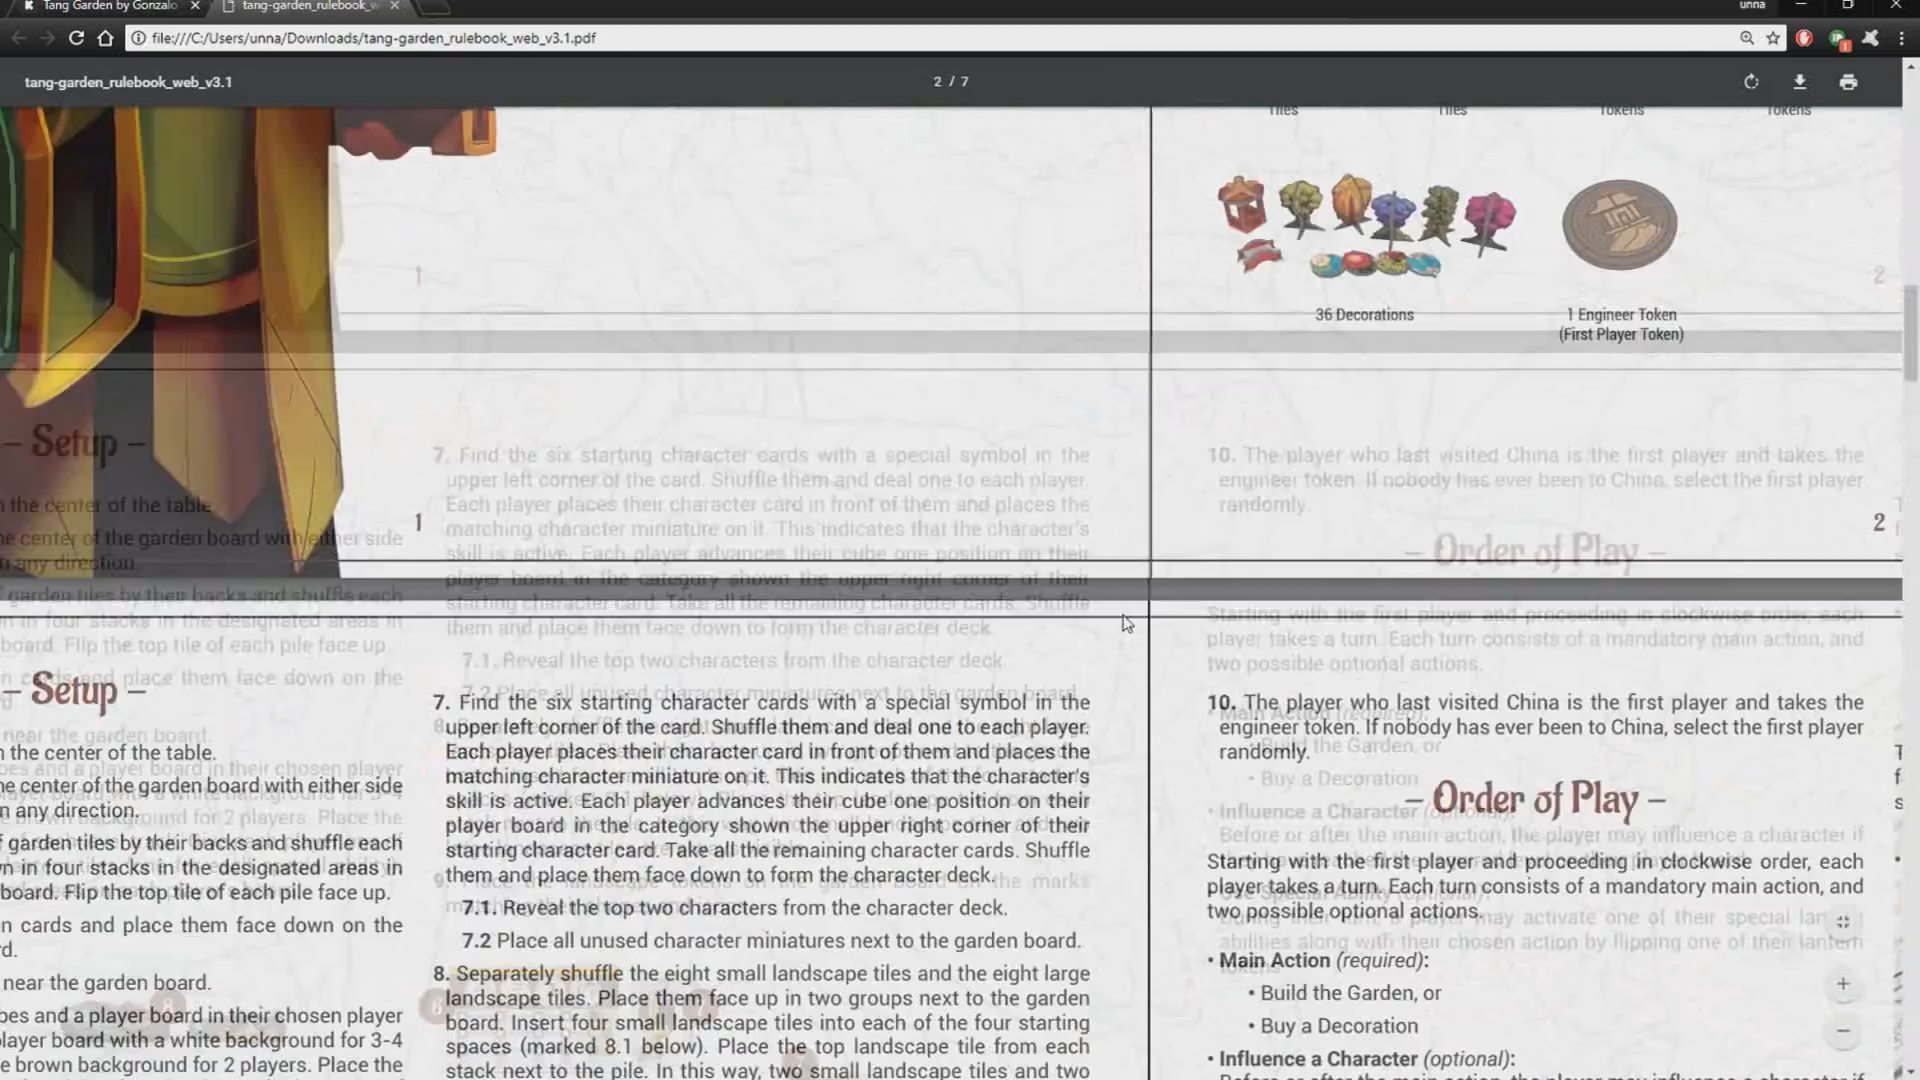 Tang Garden by Gonzalo
tang-garden_rulebook_w
unna
file:///C:/Users/unna/Downloads/tang-garden_rulebook_web_v3.1.pdf
tang-garden_rulebook_web_v3.1
2 / 7
Tiles
Tiles
Tokens
Tokens
36 Decorations
1 Engineer Token
(First Player Token)
1
2
– Setup –
n the center of the table.
he center of the garden board with either side
n any direction.
f garden tiles by their backs and shuffle each
n in four stacks in the designated areas in
board. Flip the top tile of each pile face up.
n cards and place them face down on the
d.
near the garden board.
bes and a player board in their chosen player
layer board with a white background for 3-4
e brown background for 2 players. Place the
7. Find the six starting character cards with a special symbol in the
upper left corner of the card. Shuffle them and deal one to each player.
Each player places their character card in front of them and places the
matching character miniature on it. This indicates that the character's
skill is active. Each player advances their cube one position on their
player board in the category shown the upper right corner of their
starting character card. Take all the remaining character cards. Shuffle
them and place them face down to form the character deck.
7.1. Reveal the top two characters from the character deck.
7.2 Place all unused character miniatures next to the garden board.
8. Separately shuffle the eight small landscape tiles and the eight large
landscape tiles. Place them face up in two groups next to the garden
board. Insert four small landscape tiles into each of the four starting
spaces (marked 8.1 below). Place the top landscape tile from each
stack next to the pile. In this way, two small landscape tiles and two
10. The player who last visited China is the first player and takes the
engineer token. If nobody has ever been to China, select the first player
randomly.
– Order of Play –
Starting with the first player and proceeding in clockwise order, each
player takes a turn. Each turn consists of a mandatory main action, and
two possible optional actions.
• Main Action (required):
• Build the Garden, or
• Buy a Decoration
• Influence a Character (optional):